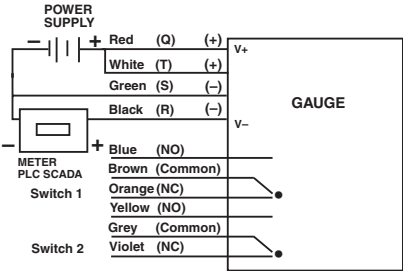 POWER
SUPPLY
– +
Red (Q) (+)
V+
White (T) (+)
Green (S) (–)
GAUGE
Black (R) (–)
V–
– +
METER
PLC SCADA
Blue (NO)
Brown (Common)
Switch 1
Orange (NC)
Yellow (NO)
Grey (Common)
Switch 2
Violet (NC)